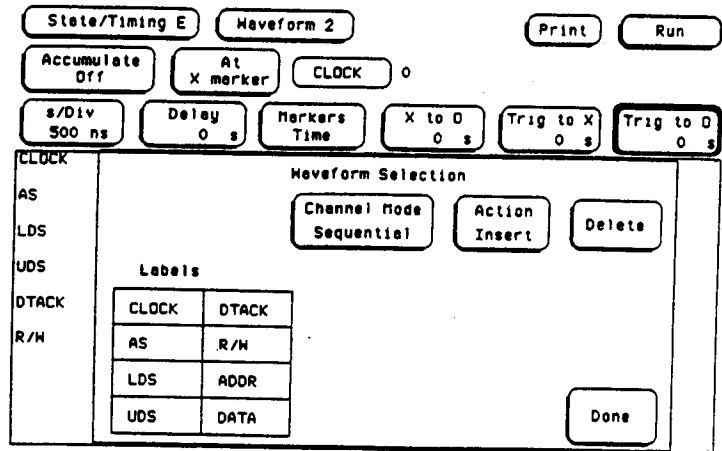 State/Timing E Waveform 2 Print Run
Accumulate Off At X marker CLOCK 0
s/Div 500 ns Delay 0 s Markers Time X to O 0 s Trig to X 0 s Trig to O 0 s
CLOCK
AS
LDS
UDS
DTACK
R/W
Waveform Selection
Channel Mode Sequential Action Insert Delete
Labels
CLOCK DTACK
AS R/W
LDS ADDR
UDS DATA
Done